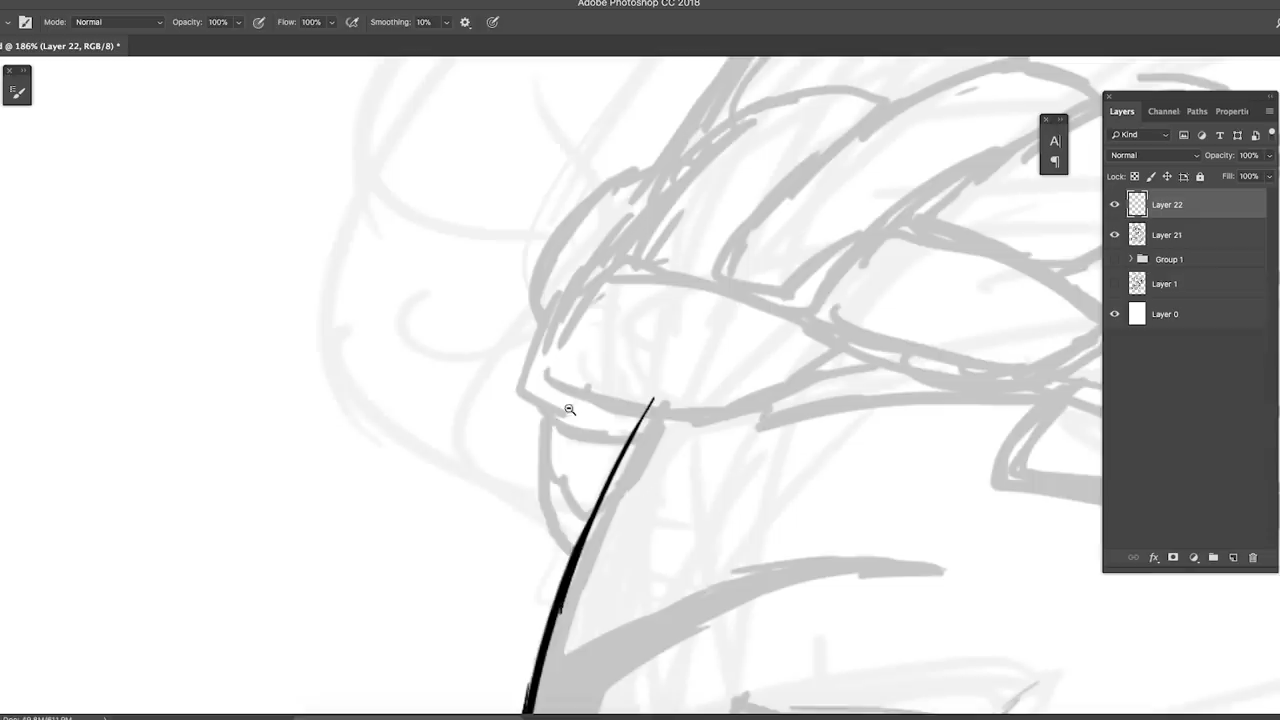 Adobe Photoshop CC 2018
Mode: Normal Opacity: 100% Flow: 100% Smoothing: 10%
d @ 186% (Layer 22, RGB/8) *
Layers Channel Paths Properti
Kind
Normal Opacity: 100%
Lock: Fill: 100%
Layer 22
Layer 21
Group 1
Layer 1
Layer 0
A
fx